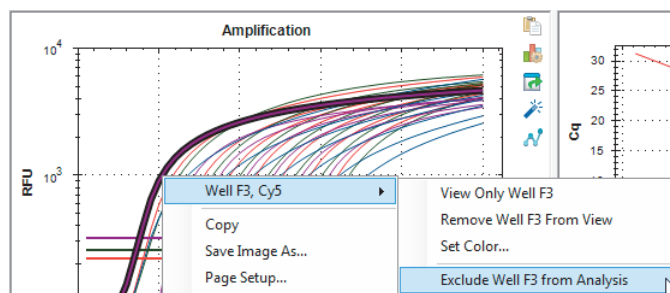 Amplification
10⁴
10³
RFU
Well F3, Cy5
Copy
Save Image As...
Page Setup...
View Only Well F3
Remove Well F3 From View
Set Color...
Exclude Well F3 from Analysis
Cq
30
25
20
15
10